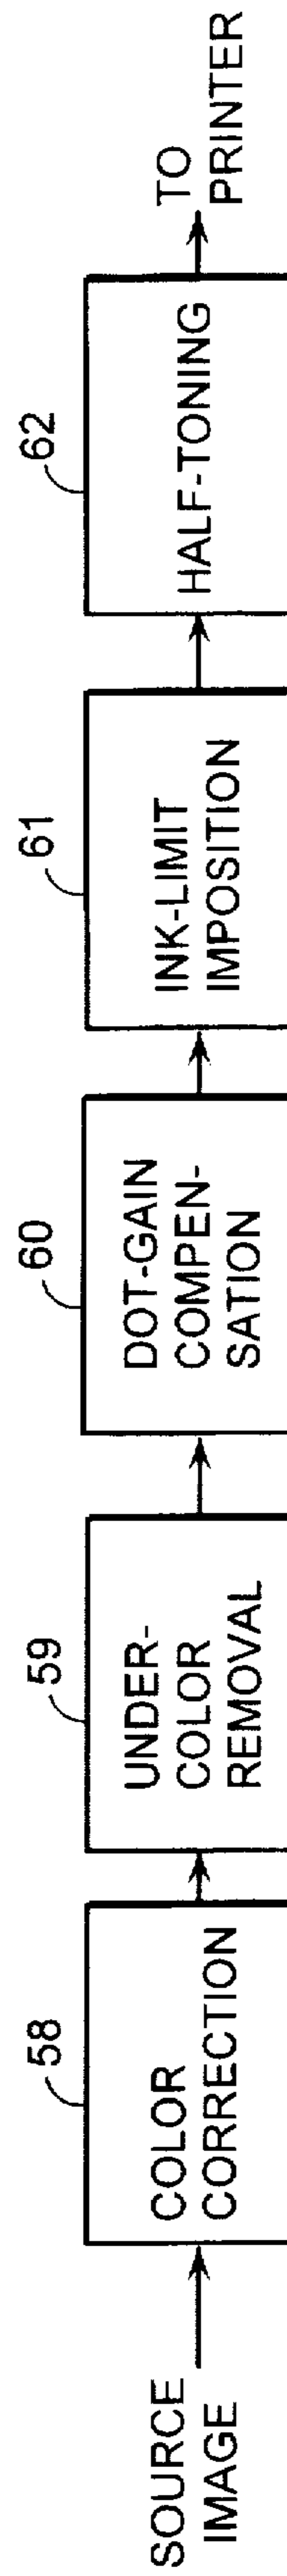 SOURCE
IMAGE
58
COLOR
CORRECTION
59
UNDER-
COLOR
REMOVAL
60
DOT-GAIN
COMPEN-
SATION
61
INK-LIMIT
IMPOSITION
62
HALF-TONING
TO
PRINTER